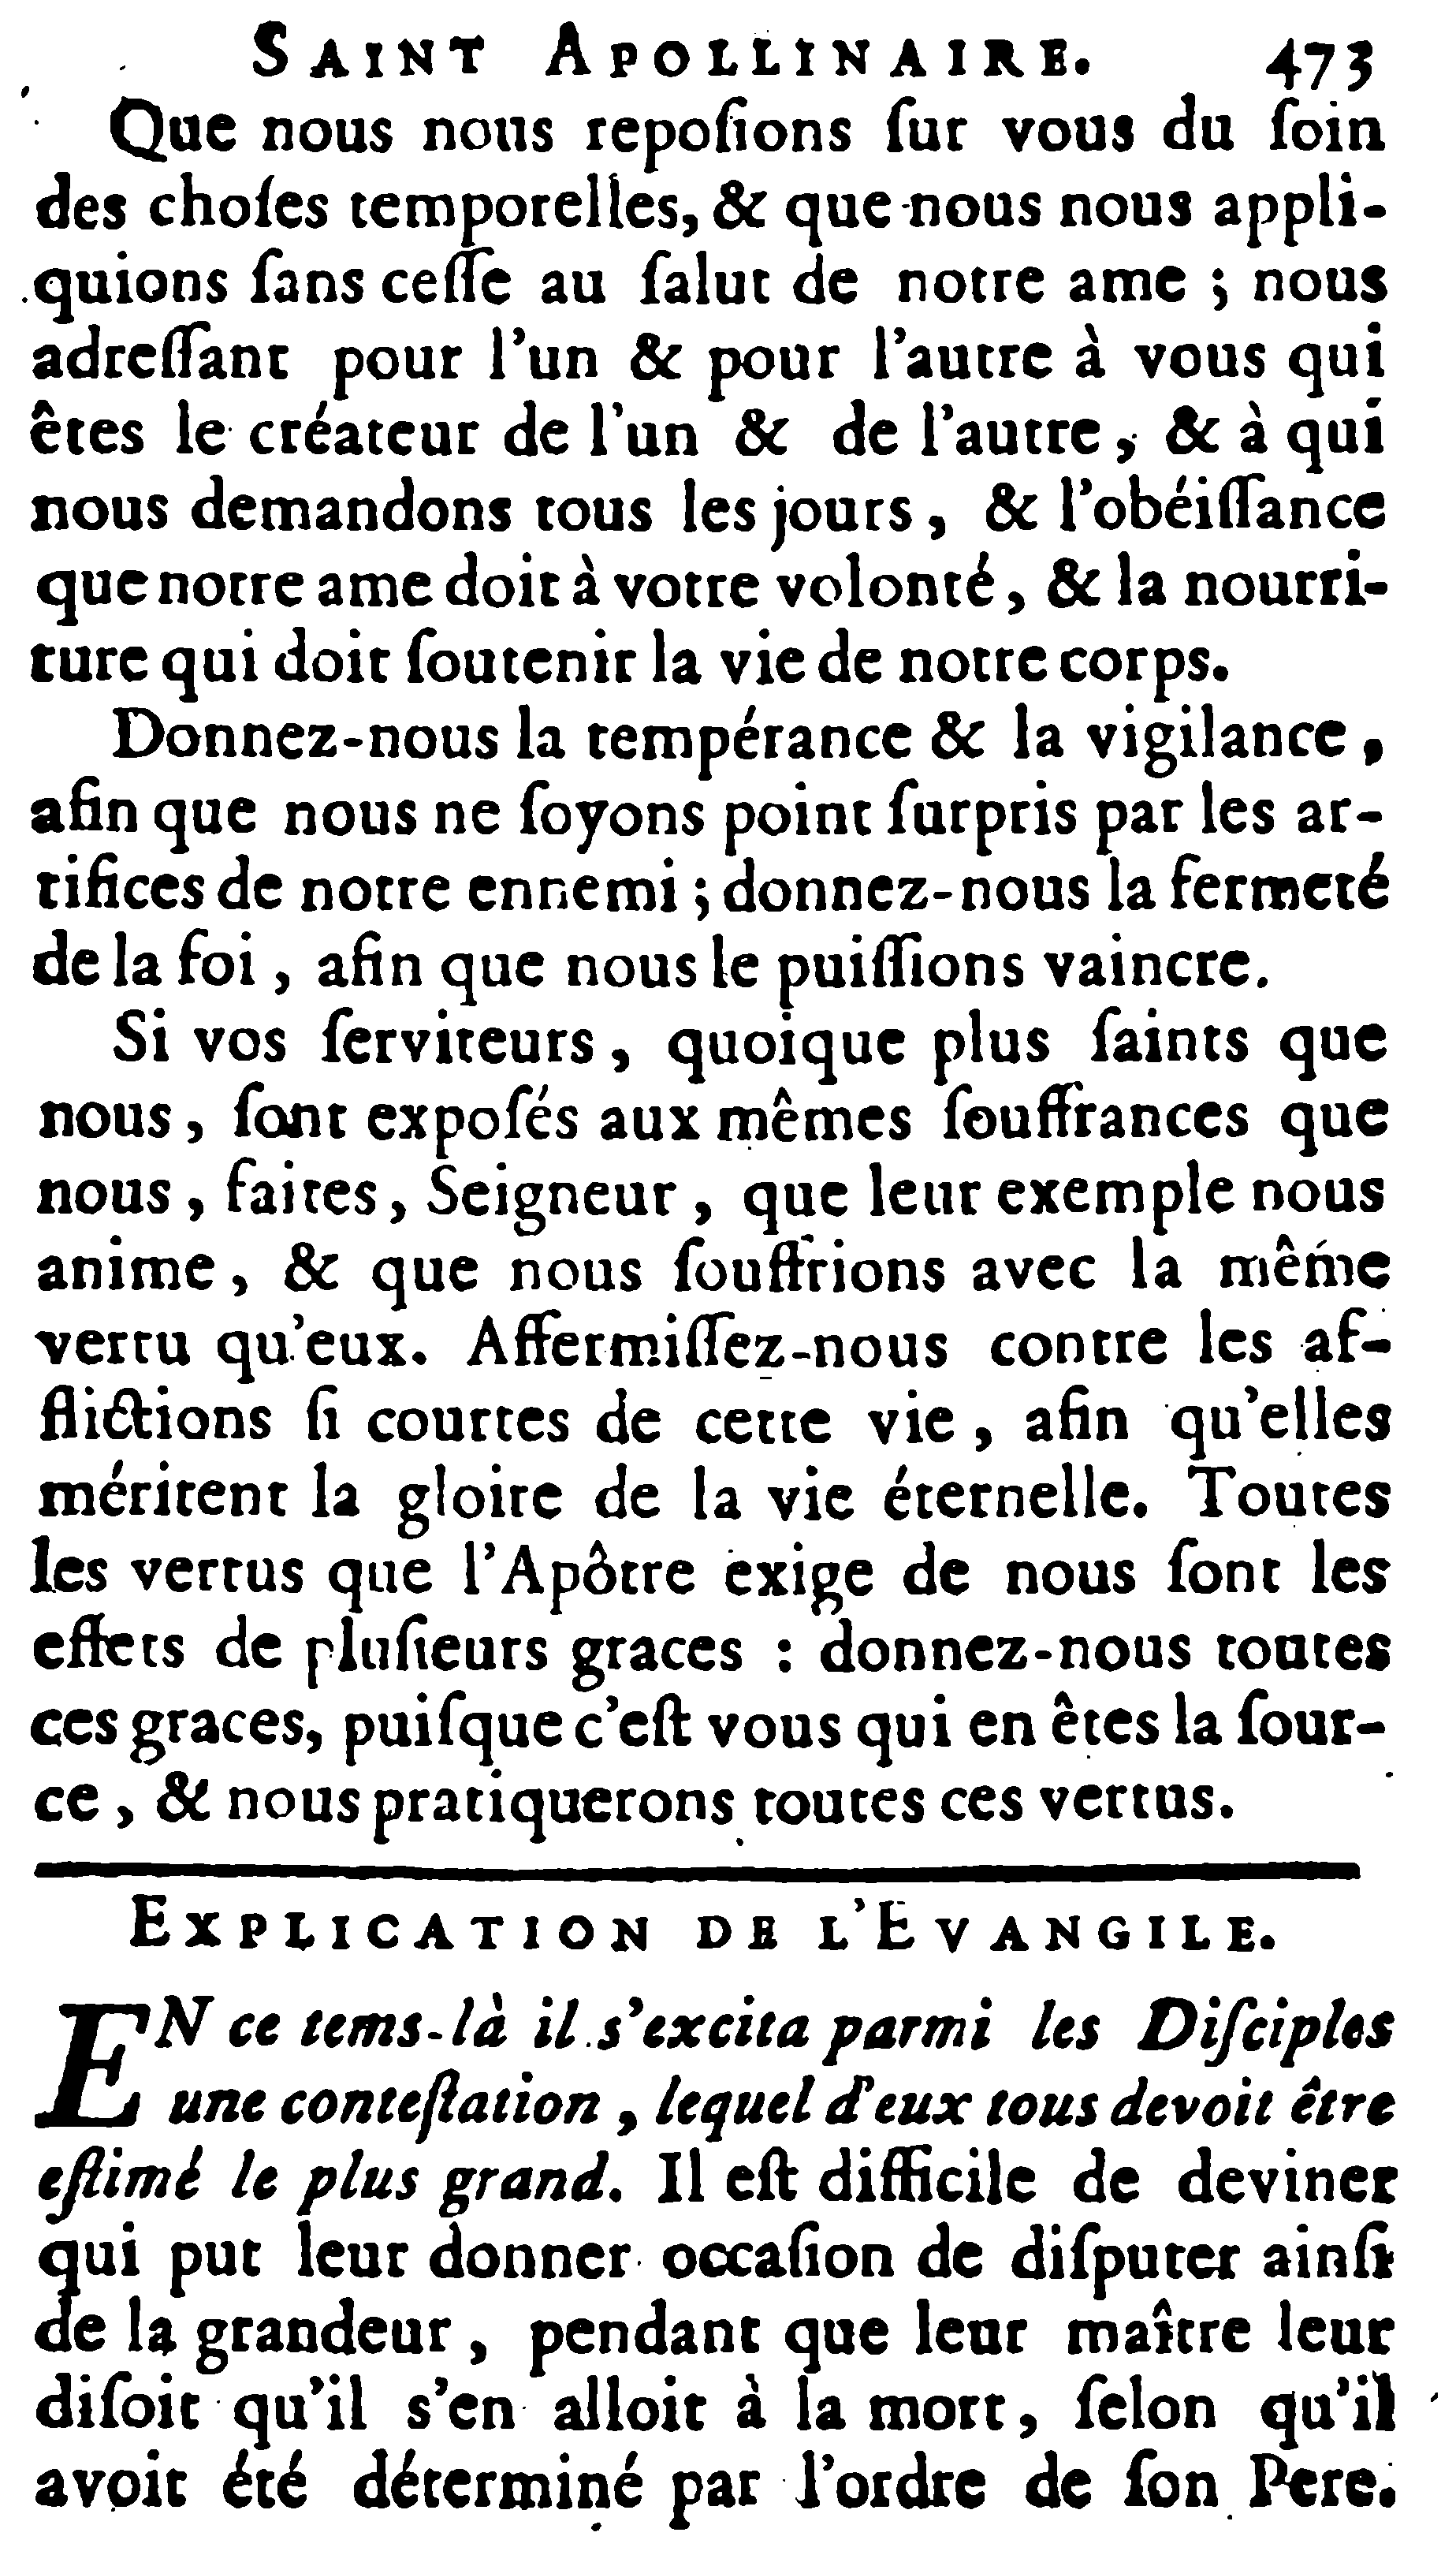 SAINT APOLLINAIRE. 473
Que nous nous reposions ſur vous du ſoin
des choſes temporelles, & que nous nous appli-
quions ſans ceſſe au ſalut de notre ame ; nous
adreſſant pour l'un & pour l'autre à vous qui
êtes le créateur de l'un & de l'autre, & à qui
nous demandons tous les jours, & l'obéiſſance
que notre ame doit à votre volonté, & la nourri-
ture qui doit ſoutenir la vie de notre corps.
Donnez-nous la tempérance & la vigilance,
afin que nous ne ſoyons point ſurpris par les ar-
tifices de notre ennemi ; donnez-nous la fermeté
de la foi, afin que nous le puiſſions vaincre.
Si vos ſerviteurs, quoique plus ſaints que
nous, ſont expoſés aux mêmes ſouffrances que
nous, faites, Seigneur, que leur exemple nous
anime, & que nous ſouffrions avec la même
vertu qu'eux. Affermiſſez-nous contre les af-
flictions ſi courtes de cette vie, afin qu'elles
méritent la gloire de la vie éternelle. Toutes
les vertus que l'Apôtre exige de nous ſont les
effets de pluſieurs graces : donnez-nous toutes
ces graces, puiſque c'eſt vous qui en êtes la ſour-
ce, & nous pratiquerons toutes ces vertus.
EXPLICATION DE L'EVANGILE.
EN ce tems-là il s'excita parmi les Diſciples
une conteſtation, lequel d'eux tous devoit être
eſtimé le plus grand. Il eſt difficile de deviner
qui put leur donner occaſion de diſputer ainſi
de la grandeur, pendant que leur maître leur
diſoit qu'il s'en alloit à la mort, ſelon qu'il
avoit été déterminé par l'ordre de ſon Pere.